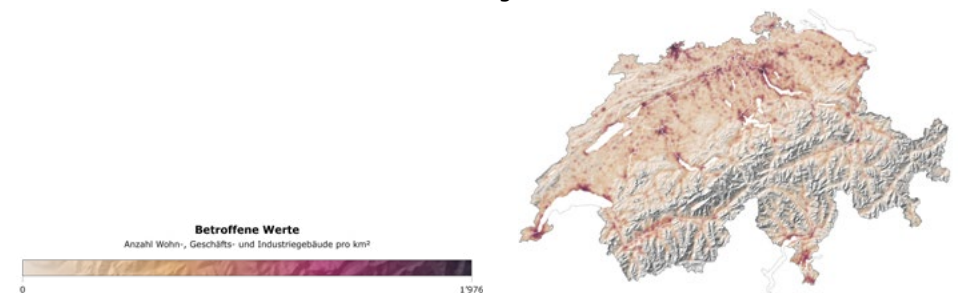 Betroffene Werte
Anzahl Wohn-, Geschäfts- und Industriegebäude pro km²
0
1'976